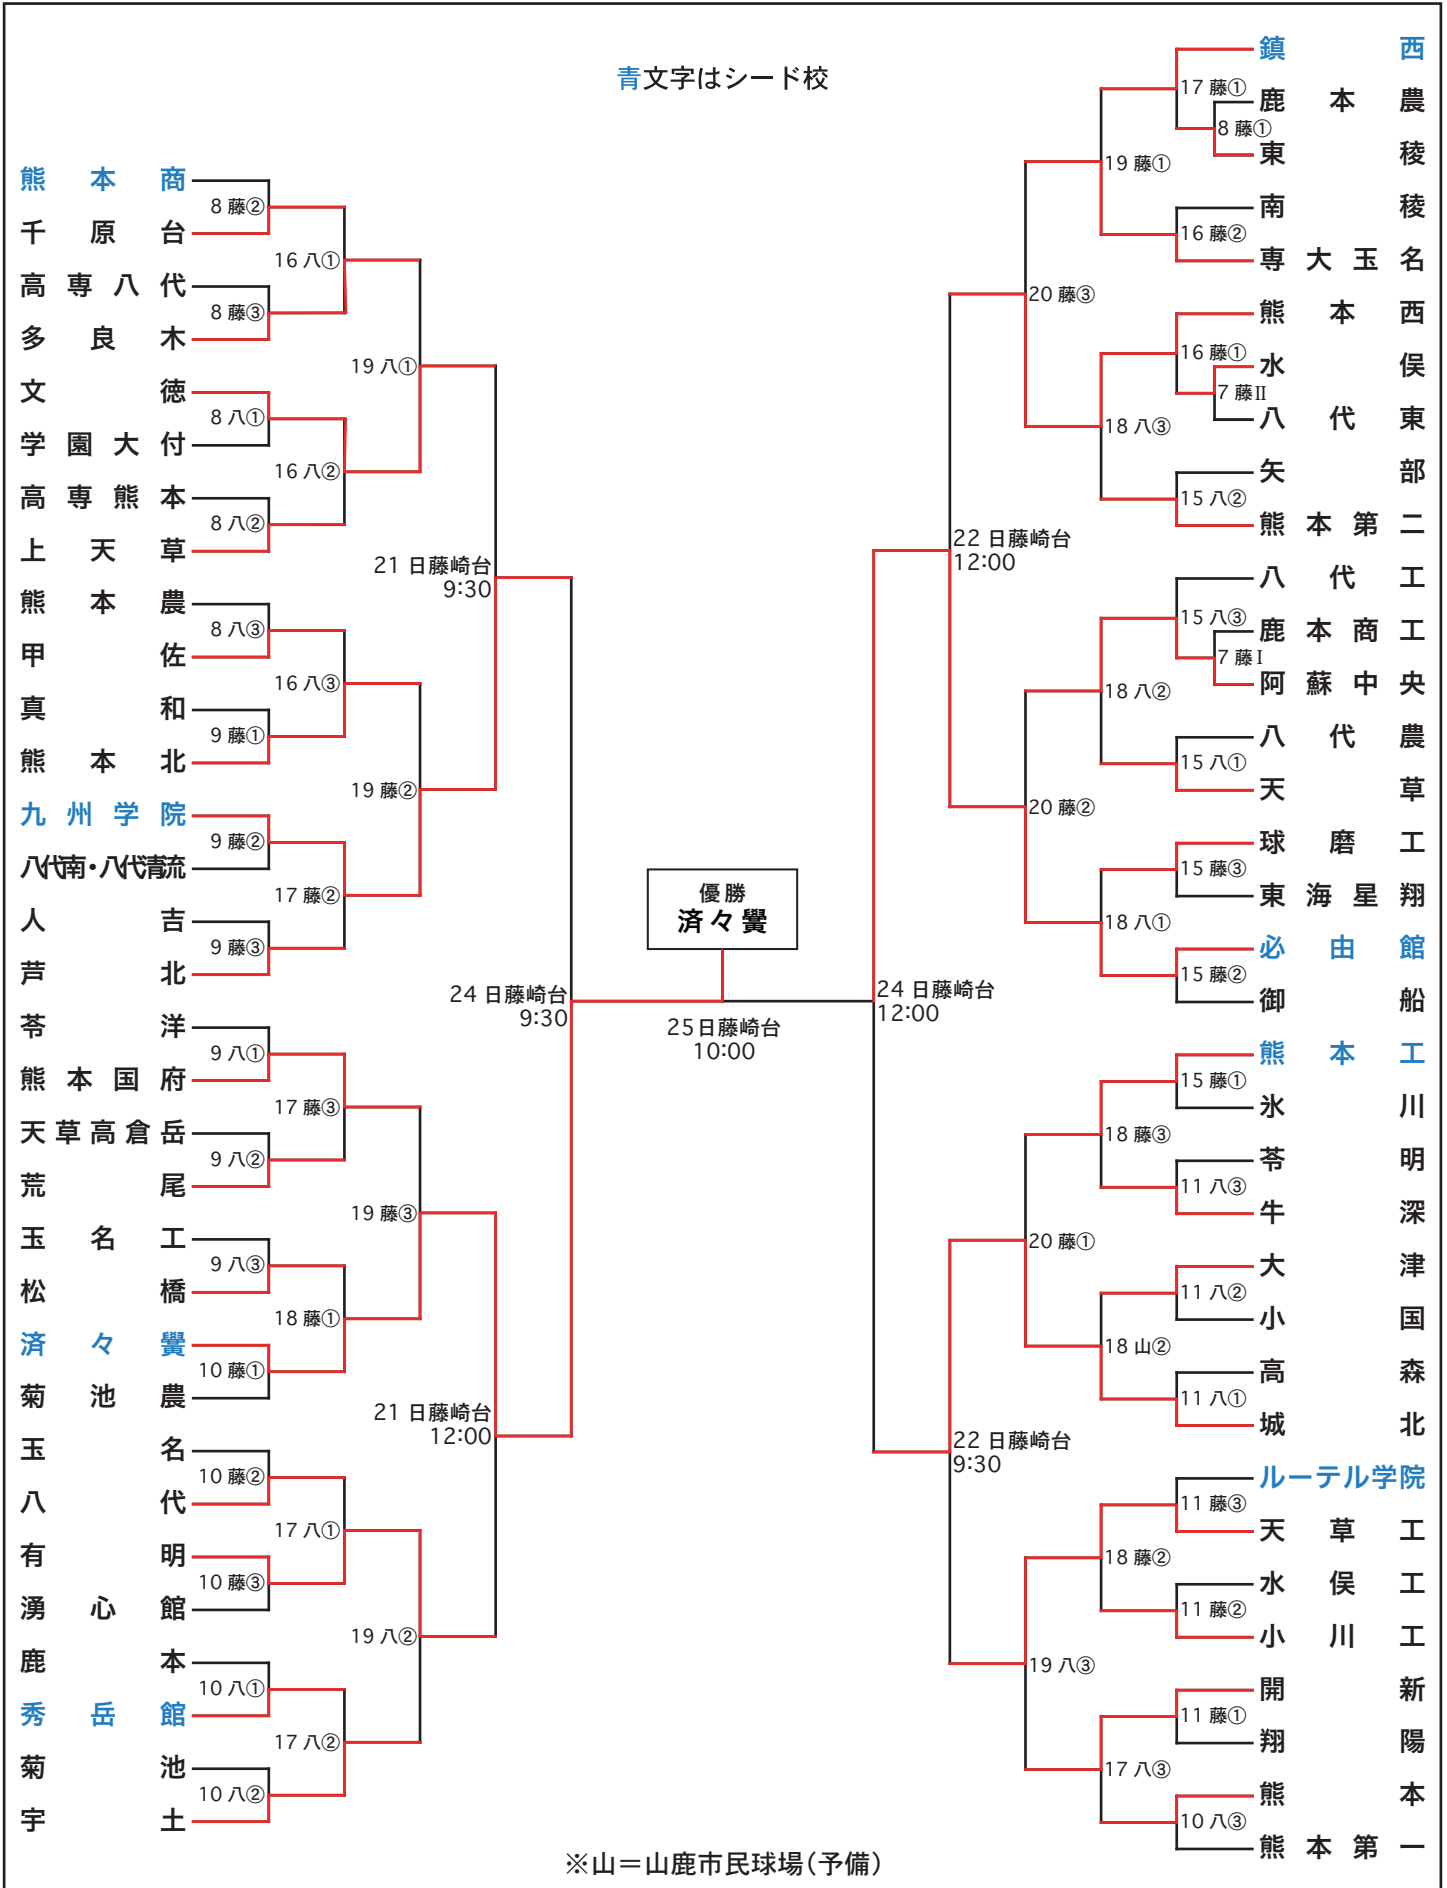 青文字はシード校
熊本商
8 藤②
千原台
16 八①
高専八代
8 藤③
多良木
19 八①
文徳
8 八①
学園大付
16 八②
高専熊本
8 八②
上天草
21 日藤崎台
9:30
熊本農
8 八③
甲佐
16 八③
真和
9 藤①
熊本北
19 藤②
九州学院
9 藤②
八代南・八代清流
17 藤②
人吉
9 藤③
芦北
24 日藤崎台
9:30
苓洋
9 八①
熊本国府
17 藤③
天草高倉岳
9 八②
荒尾
19 藤③
玉名工
9 八③
松橋
18 藤①
済々黌
10 藤①
菊池農
21 日藤崎台
12:00
玉名
10 藤②
八代
17 八①
有明
10 藤③
湧心館
19 八②
鹿本
10 八①
秀岳館
17 八②
菊池
10 八②
宇土
優勝
済々黌
25日藤崎台
10:00
鎮西
17 藤①
鹿本農
8 藤①
東稜
19 藤①
南稜
16 藤②
専大玉名
20 藤③
熊本西
16 藤①
水俣
7 藤Ⅱ
八代東
18 八③
矢部
15 八②
熊本第二
22 日藤崎台
12:00
八代工
15 八③
鹿本商工
7 藤Ⅰ
阿蘇中央
18 八②
八代農
15 八①
天草
20 藤②
球磨工
15 藤③
東海星翔
18 八①
必由館
15 藤②
御船
24 日藤崎台
12:00
熊本工
15 藤①
氷川
18 藤③
苓明
11 八③
牛深
20 藤①
大津
11 八②
小国
18 山②
高森
11 八①
城北
22 日藤崎台
9:30
ルーテル学院
11 藤③
天草工
18 藤②
水俣工
11 藤②
小川工
19 八③
開新
11 藤①
翔陽
17 八③
熊本
10 八③
熊本第一
※山＝山鹿市民球場(予備)